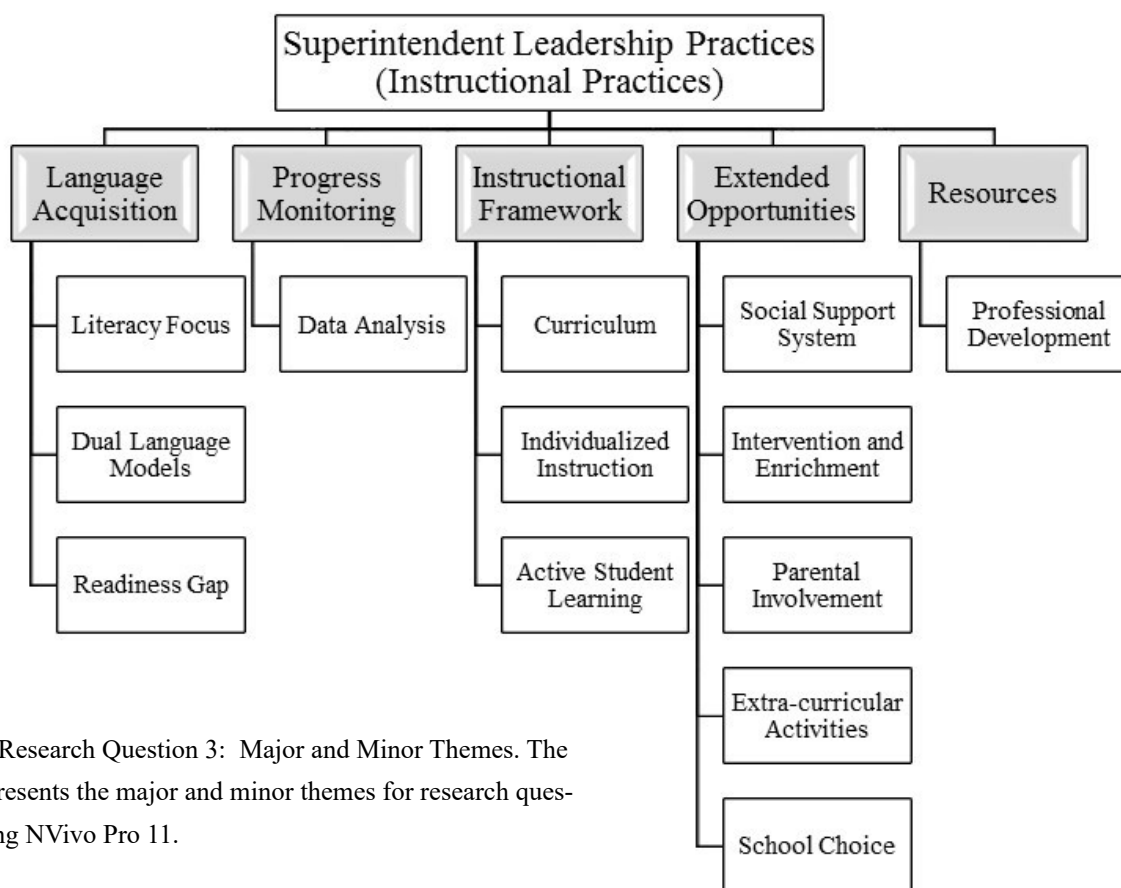 Superintendent Leadership Practices
(Instructional Practices)
Language
Acquisition
Literacy Focus
Dual Language
Models
Readiness Gap
Progress
Monitoring
Data Analysis
Instructional
Framework
Curriculum
Individualized
Instruction
Active Student
Learning
Extended
Opportunities
Social Support
System
Intervention and
Enrichment
Parental
Involvement
Extra-curricular
Activities
School Choice
Resources
Professional
Development
Research Question 3: Major and Minor Themes. The
resents the major and minor themes for research ques-
ng NVivo Pro 11.